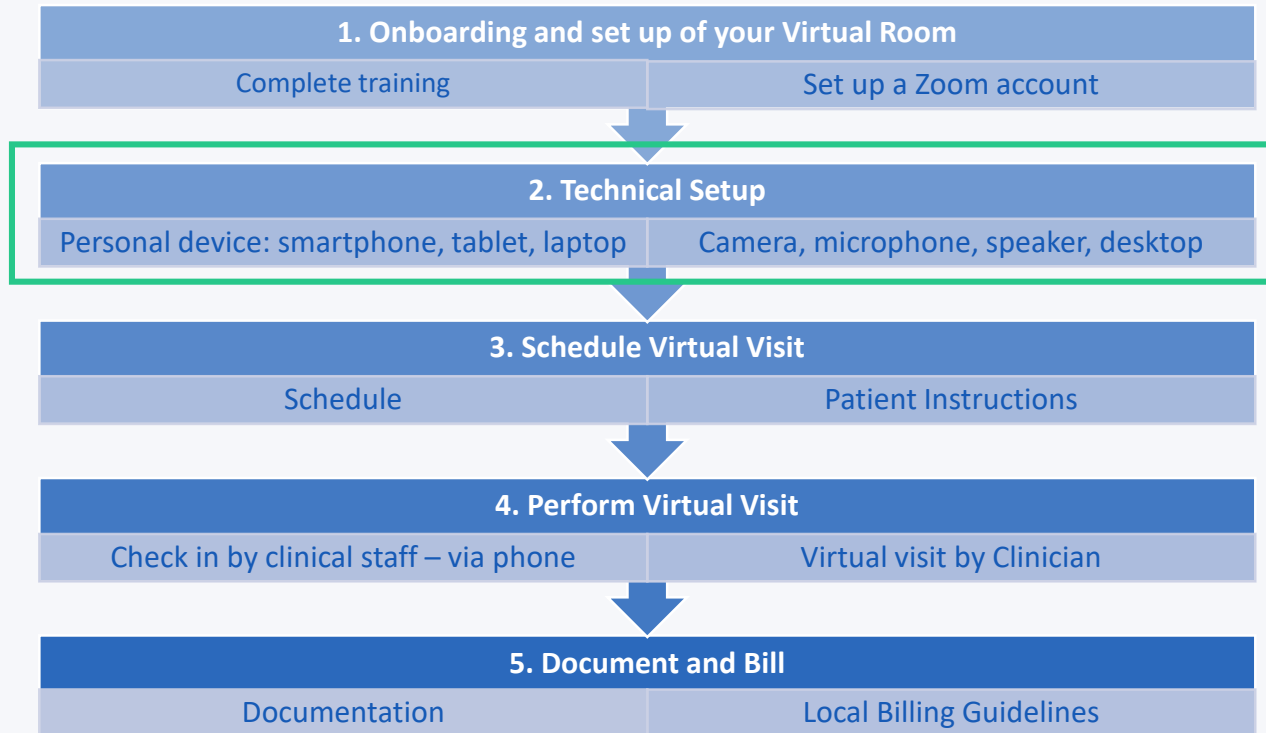 1. Onboarding and set up of your Virtual Room
Complete training
Set up a Zoom account
2. Technical Setup
Personal device: smartphone, tablet, laptop
Camera, microphone, speaker, desktop
3. Schedule Virtual Visit
Schedule
Patient Instructions
4. Perform Virtual Visit
Check in by clinical staff – via phone
Virtual visit by Clinician
5. Document and Bill
Documentation
Local Billing Guidelines